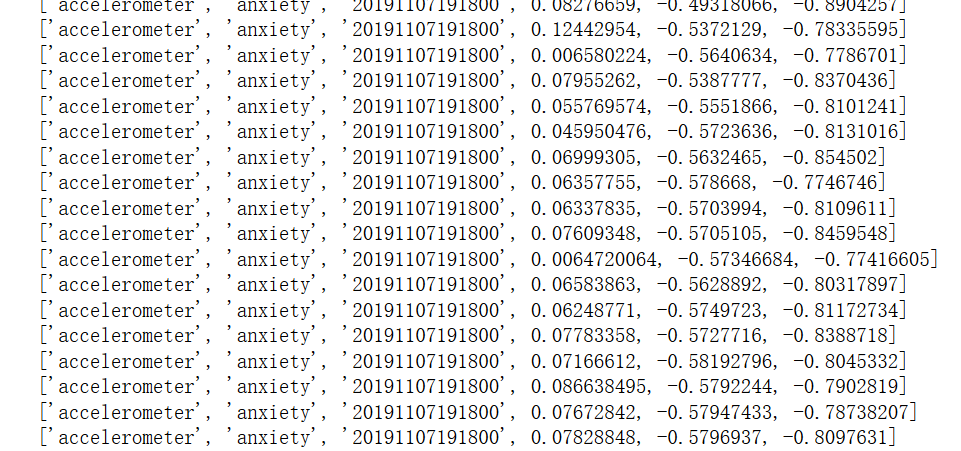 ['accelerometer', 'anxiety', '20191107191800', 0.08276659, -0.49318066, -0.8904257]
['accelerometer', 'anxiety', '20191107191800', 0.12442954, -0.5372129, -0.78335595]
['accelerometer', 'anxiety', '20191107191800', 0.006580224, -0.5640634, -0.7786701]
['accelerometer', 'anxiety', '20191107191800', 0.07955262, -0.5387777, -0.8370436]
['accelerometer', 'anxiety', '20191107191800', 0.055769574, -0.5551866, -0.8101241]
['accelerometer', 'anxiety', '20191107191800', 0.045950476, -0.5723636, -0.8131016]
['accelerometer', 'anxiety', '20191107191800', 0.06999305, -0.5632465, -0.854502]
['accelerometer', 'anxiety', '20191107191800', 0.06357755, -0.578668, -0.7746746]
['accelerometer', 'anxiety', '20191107191800', 0.06337835, -0.5703994, -0.8109611]
['accelerometer', 'anxiety', '20191107191800', 0.07609348, -0.5705105, -0.8459548]
['accelerometer', 'anxiety', '20191107191800', 0.0064720064, -0.57346684, -0.77416605]
['accelerometer', 'anxiety', '20191107191800', 0.06583863, -0.5628892, -0.80317897]
['accelerometer', 'anxiety', '20191107191800', 0.06248771, -0.5749723, -0.81172734]
['accelerometer', 'anxiety', '20191107191800', 0.07783358, -0.5727716, -0.8388718]
['accelerometer', 'anxiety', '20191107191800', 0.07166612, -0.58192796, -0.8045332]
['accelerometer', 'anxiety', '20191107191800', 0.086638495, -0.5792244, -0.7902819]
['accelerometer', 'anxiety', '20191107191800', 0.07672842, -0.57947433, -0.78738207]
['accelerometer', 'anxiety', '20191107191800', 0.07828848, -0.5796937, -0.8097631]